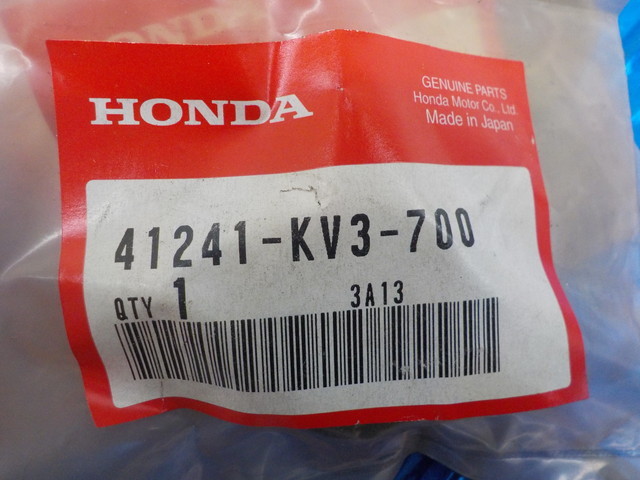 HONDA
GENUINE PARTS
Honda Motor Co., Ltd.
Made in Japan
41241-KV3-700
QTY 1 3A13